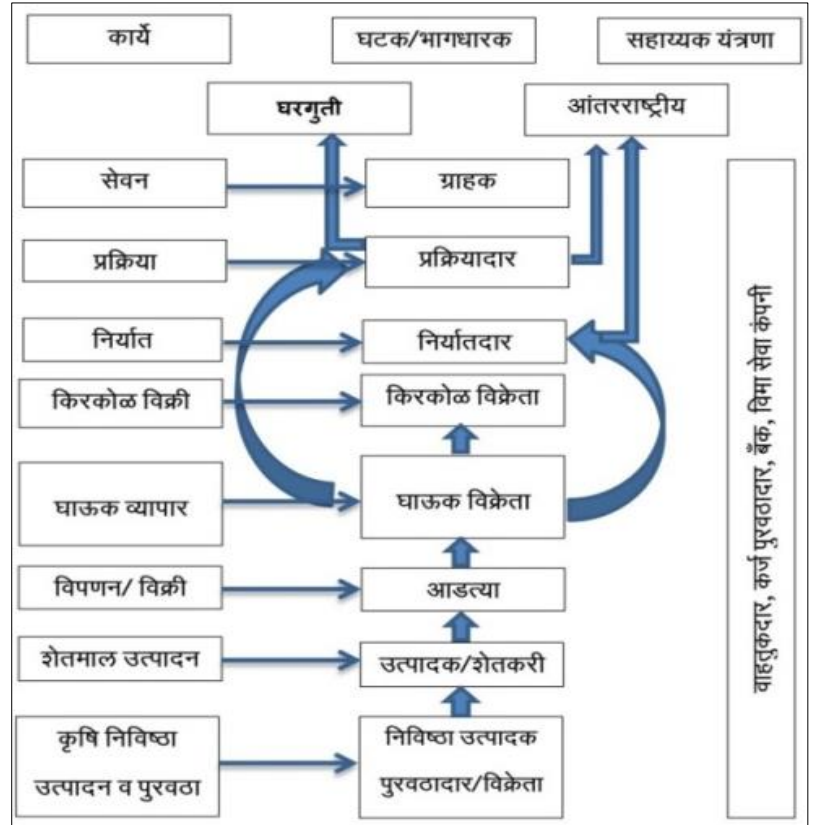 कार्ये
घटक/भागधारक
सहाय्यक यंत्रणा
घरगुती
आंतरराष्ट्रीय
सेवन
ग्राहक
प्रक्रिया
प्रक्रियादार
निर्यात
निर्यातदार
किरकोळ विक्री
किरकोळ विक्रेता
घाऊक व्यापार
घाऊक विक्रेता
विपणन/ विक्री
आडत्या
शेतमाल उत्पादन
उत्पादक/शेतकरी
कृषि निविष्ठा
उत्पादन व पुरवठा
निविष्ठा उत्पादक
पुरवठादार/विक्रेता
वाहतुकदार, कर्ज पुरवठादार, बँक, विमा सेवा कंपनी